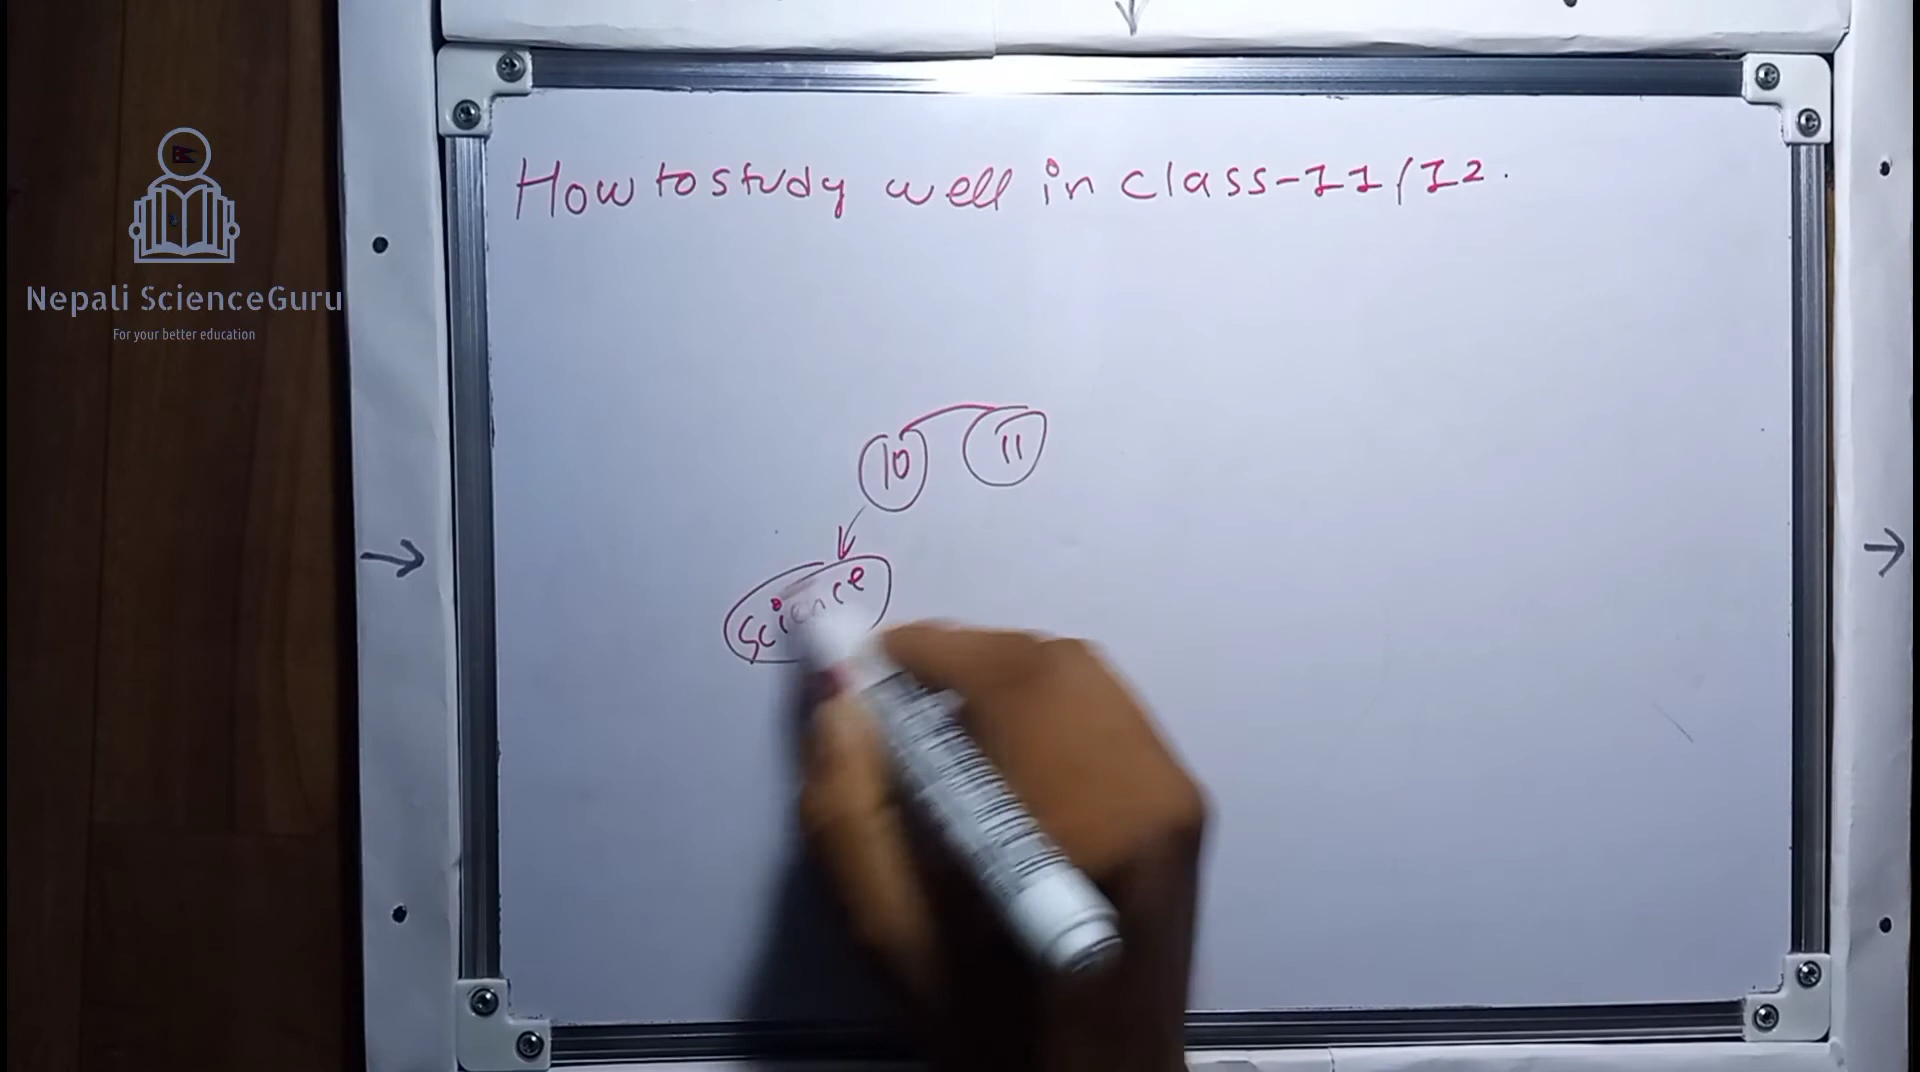 How to study well in class-11/12.
Nepali ScienceGuru
For your better education
10 11
Science